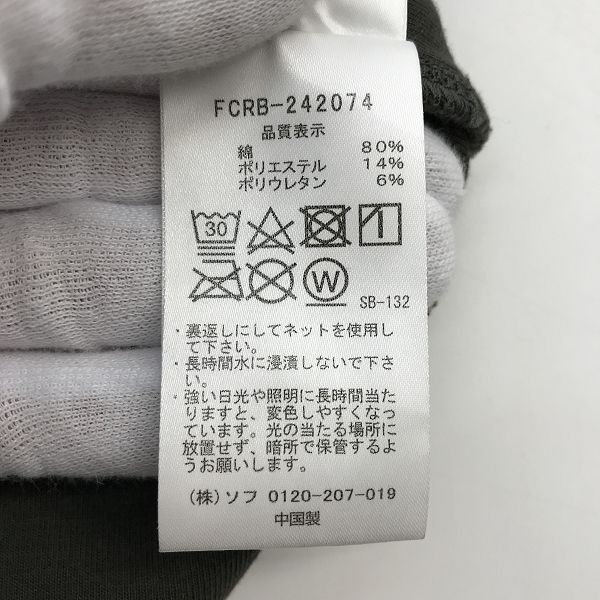 FCRB-242074
品質表示
綿 80%
ポリエステル 14%
ポリウレタン 6%
30
W
SB-132
・裏返しにしてネットを使用し
て下さい。
・長時間水に浸漬しないで下さ
い。
・強い日光や照明に長時間当た
りますと、変色しやすくなっ
ています。光の当たる場所に
放置せず、暗所で保管するよ
うお願いします。
(株)ソフ 0120-207-019
中国製